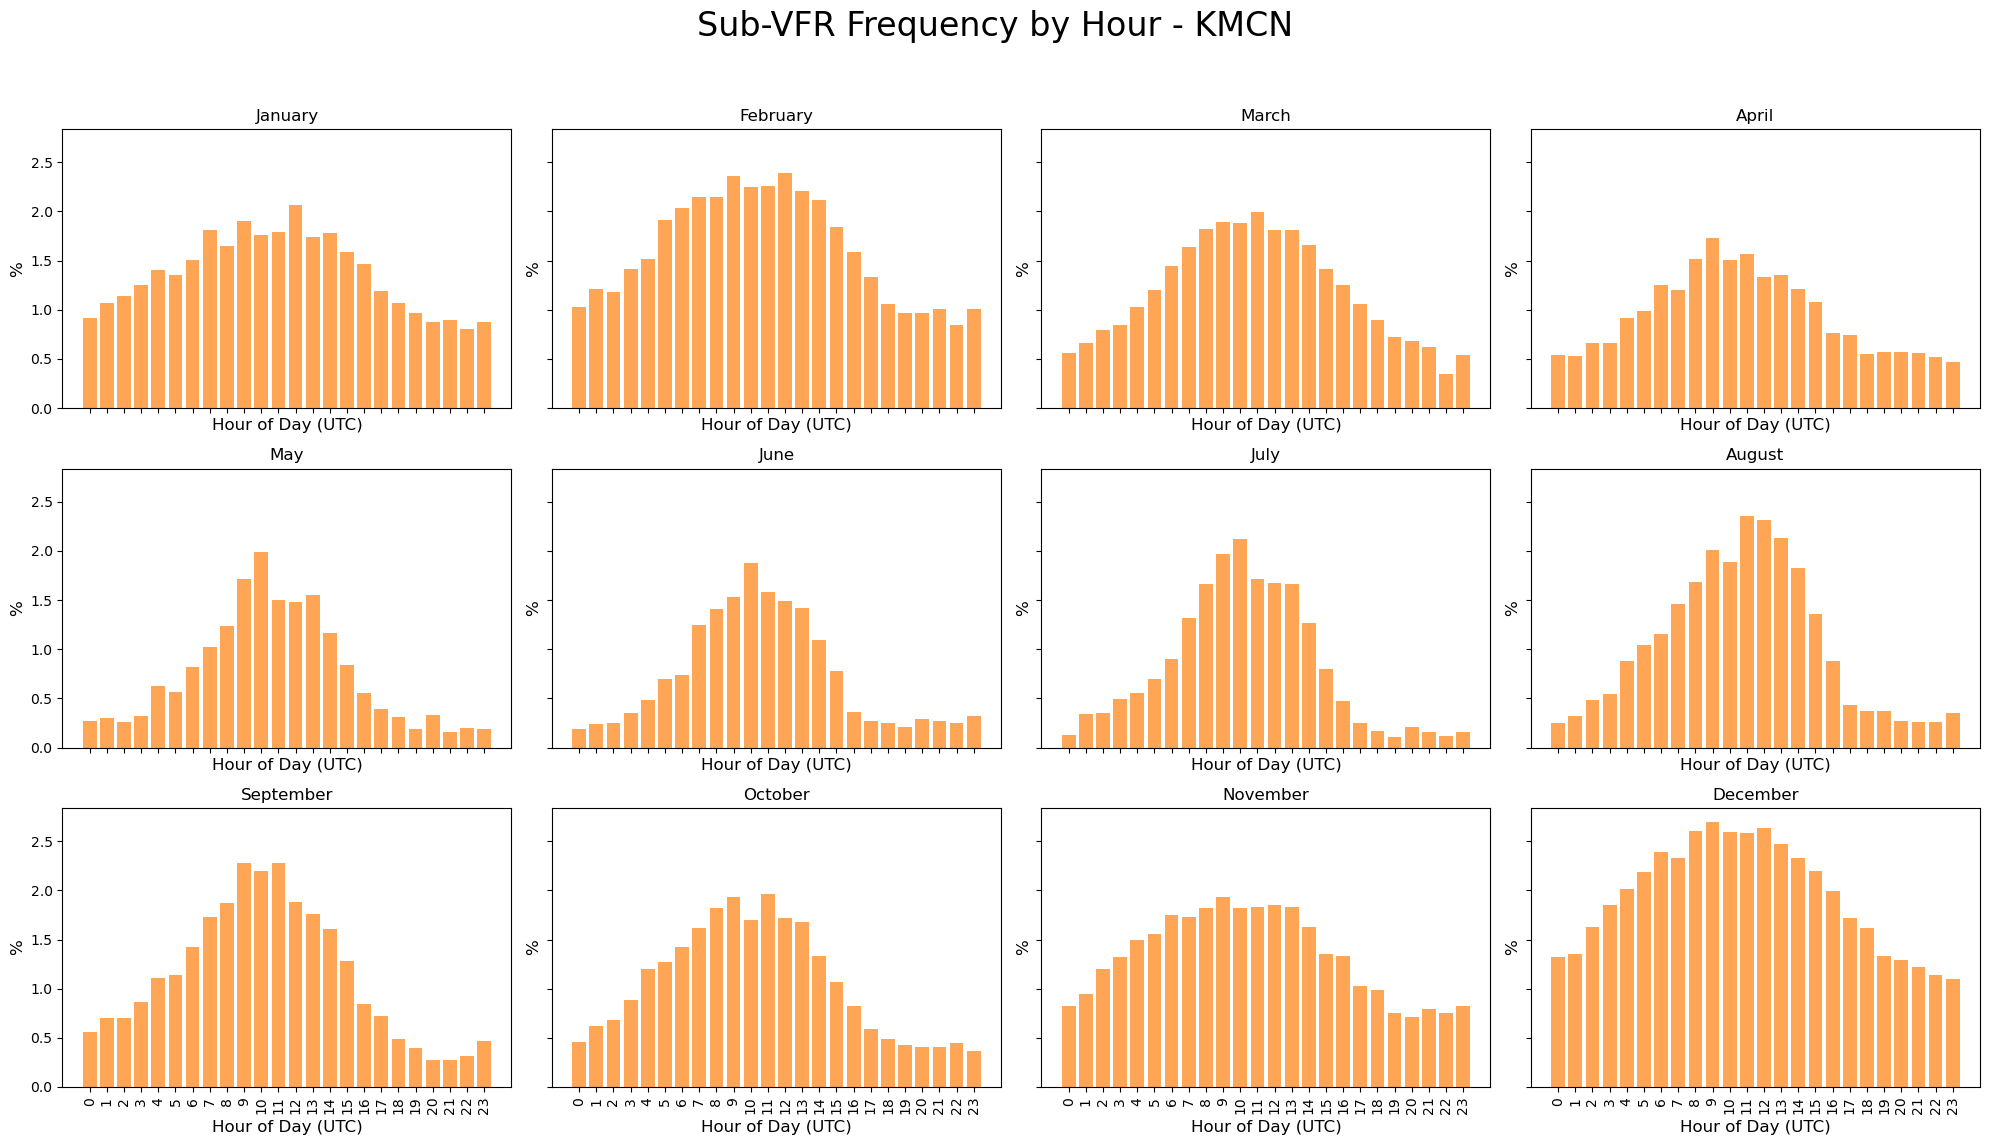 Sub-VFR Frequency by Hour - KMCN
January
February
March
April
2.5
2.0
1.5
1.0
0.5
0.0
%
%
%
%
Hour of Day (UTC)
Hour of Day (UTC)
Hour of Day (UTC)
Hour of Day (UTC)
May
June
July
August
2.5
2.0
1.5
1.0
0.5
0.0
%
%
%
%
Hour of Day (UTC)
Hour of Day (UTC)
Hour of Day (UTC)
Hour of Day (UTC)
September
October
November
December
2.5
2.0
1.5
1.0
0.5
0.0
%
%
%
%
0 1 2 3 4 5 6 7 8 9 10 11 12 13 14 15 16 17 18 19 20 21 22 23
0 1 2 3 4 5 6 7 8 9 10 11 12 13 14 15 16 17 18 19 20 21 22 23
0 1 2 3 4 5 6 7 8 9 10 11 12 13 14 15 16 17 18 19 20 21 22 23
0 1 2 3 4 5 6 7 8 9 10 11 12 13 14 15 16 17 18 19 20 21 22 23
Hour of Day (UTC)
Hour of Day (UTC)
Hour of Day (UTC)
Hour of Day (UTC)